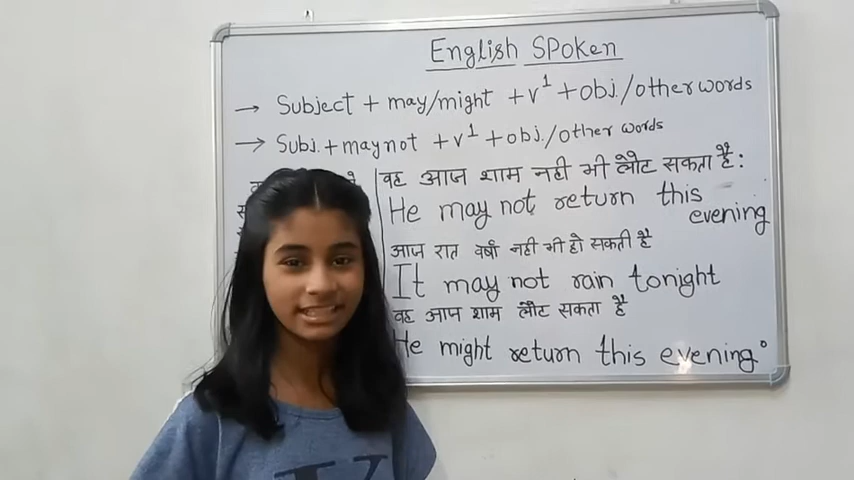 English Spoken
→ Subject + may/might + v¹ + obj./other words
→ Subj. + may not + v¹ + obj./other words
वह आज शाम नही भी लौट सकता है:
He may not return this
evening
आज रात वर्षा नही भी हो सकती है
It may not rain tonight
वह आज शाम लौट सकता है
He might return this evening.